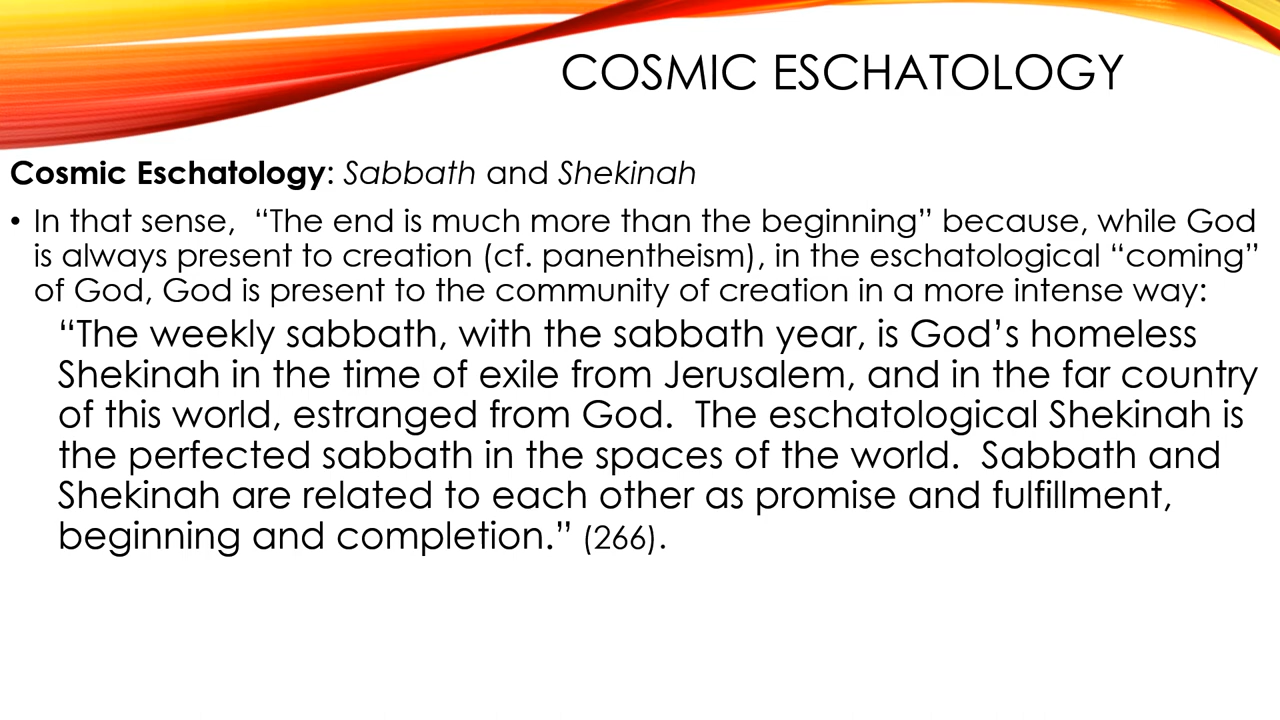 COSMIC ESCHATOLOGY
Cosmic Eschatology: Sabbath and Shekinah
• In that sense,  “The end is much more than the beginning” because, while God
is always present to creation (cf. panentheism), in the eschatological “coming”
of God, God is present to the community of creation in a more intense way:
“The weekly sabbath, with the sabbath year, is God’s homeless
Shekinah in the time of exile from Jerusalem, and in the far country
of this world, estranged from God.  The eschatological Shekinah is
the perfected sabbath in the spaces of the world.  Sabbath and
Shekinah are related to each other as promise and fulfillment,
beginning and completion.” (266).